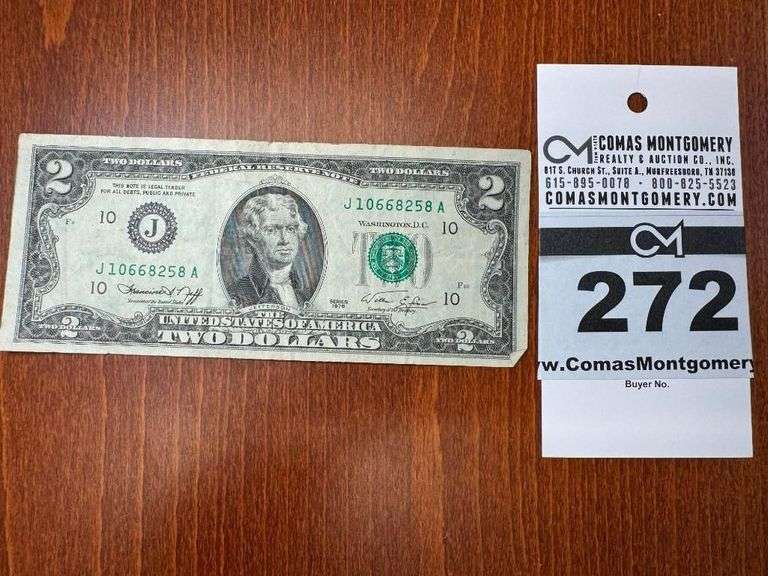 2
TWO DOLLARS
FEDERAL RESERVE NOTE
2
THIS NOTE IS LEGAL TENDER
FOR ALL DEBTS, PUBLIC AND PRIVATE
J 10668258 A
10
J
WASHINGTON, D.C.
10
TWO
J 10668258 A
10
SERIES
1976
10
THE
UNITED STATES OF AMERICA
TWO DOLLARS
2
TWO DOLLARS
2
TWO DOLLARS
CM
COMAS MONTGOMERY
REALTY & AUCTION CO., INC.
817 S. CHURCH ST., SUITE A., MURFREESBORO, TN 37130
615-895-0078 · 800-825-5523
COMASMONTGOMERY.COM
CM
272
w.ComasMontgomery
Buyer No.